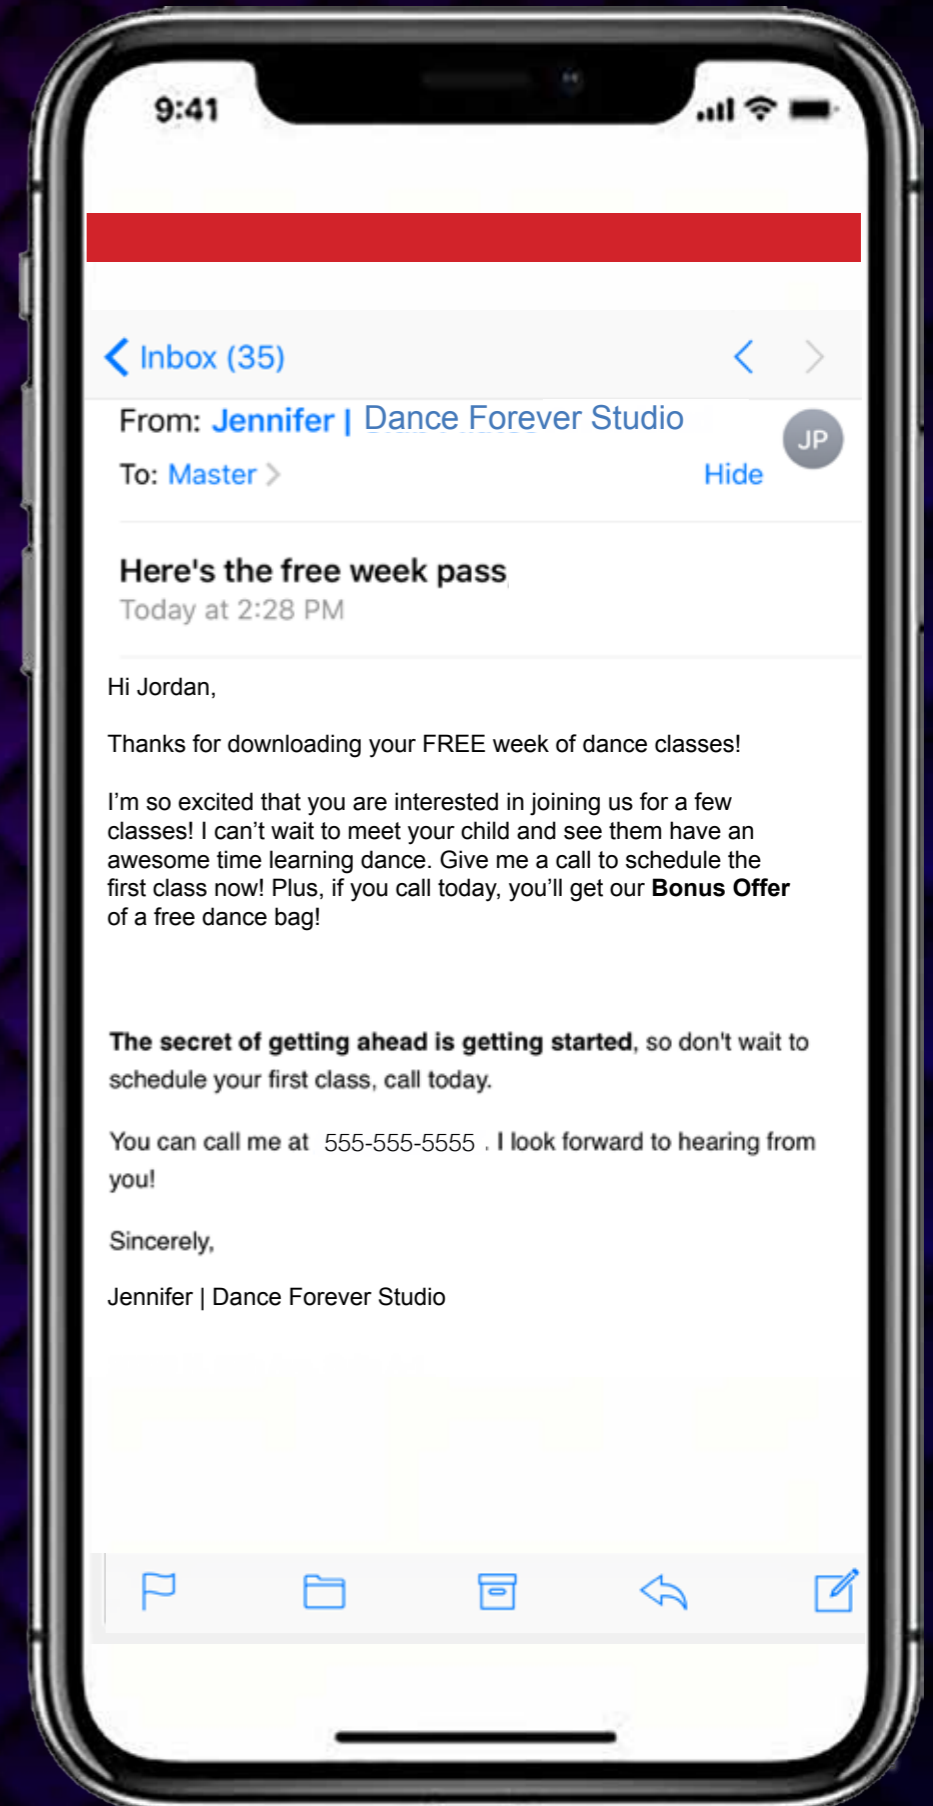 9:41
Inbox (35)
From: Jennifer | Dance Forever Studio
JP
To: Master
Hide
Here's the free week pass
Today at 2:28 PM
Hi Jordan,
Thanks for downloading your FREE week of dance classes!
I’m so excited that you are interested in joining us for a few
classes! I can’t wait to meet your child and see them have an
awesome time learning dance. Give me a call to schedule the
first class now! Plus, if you call today, you’ll get our Bonus Offer
of a free dance bag!
The secret of getting ahead is getting started, so don't wait to
schedule your first class, call today.
You can call me at 555-555-5555 . I look forward to hearing from
you!
Sincerely,
Jennifer | Dance Forever Studio